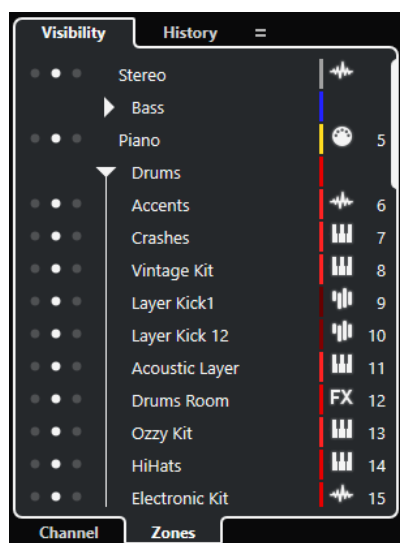 Visibility History =
Stereo
Bass
Piano 5
Drums
Accents 6
Crashes 7
Vintage Kit 8
Layer Kick1 9
Layer Kick 12 10
Acoustic Layer 11
Drums Room FX 12
Ozzy Kit 13
HiHats 14
Electronic Kit 15
Channel Zones